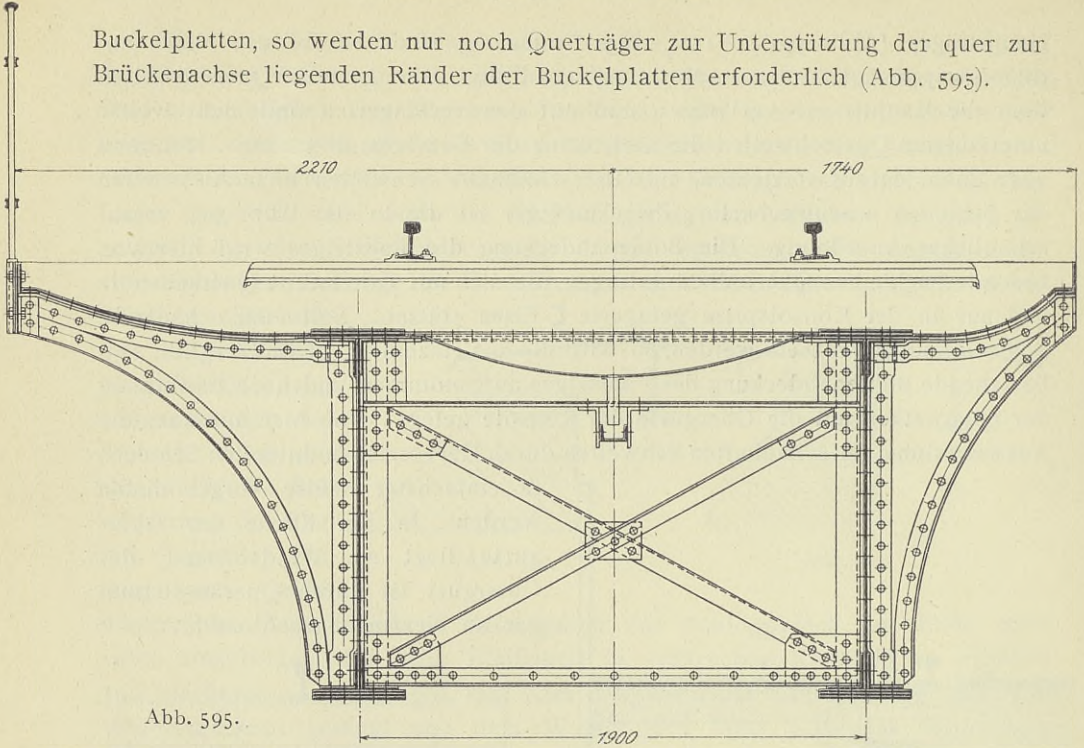 Buckelplatten, so werden nur noch Querträger zur Unterstützung der quer zur
Brückenachse liegenden Ränder der Buckelplatten erforderlich (Abb. 595).
2210 1740
Abb. 595.
1900